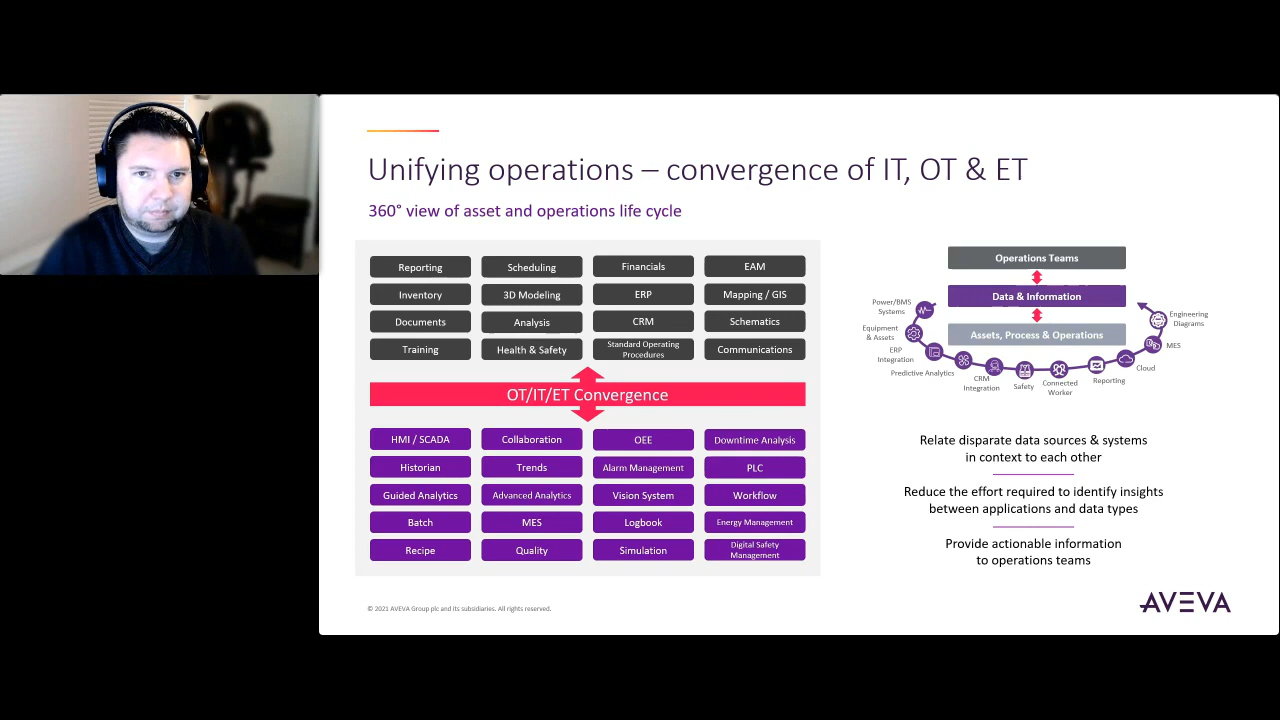 Unifying operations – convergence of IT, OT & ET
360° view of asset and operations life cycle
Reporting
Scheduling
Financials
EAM
Inventory
3D Modeling
ERP
Mapping / GIS
Documents
Analysis
CRM
Schematics
Training
Health & Safety
Standard Operating
Procedures
Communications
OT/IT/ET Convergence
HMI / SCADA
Collaboration
OEE
Downtime Analysis
Historian
Trends
Alarm Management
PLC
Guided Analytics
Advanced Analytics
Vision System
Workflow
Batch
MES
Logbook
Energy Management
Recipe
Quality
Simulation
Digital Safety
Management
Operations Teams
Data & Information
Assets, Process & Operations
Power/BMS
Systems
Equipment
& Assets
ERP
Integration
Predictive Analytics
CRM
Integration
Safety
Connected
Worker
Reporting
Cloud
MES
Engineering
Diagrams
Relate disparate data sources & systems
in context to each other
Reduce the effort required to identify insights
between applications and data types
Provide actionable information
to operations teams
© 2021 AVEVA Group plc and its subsidiaries. All rights reserved.
AVEVA